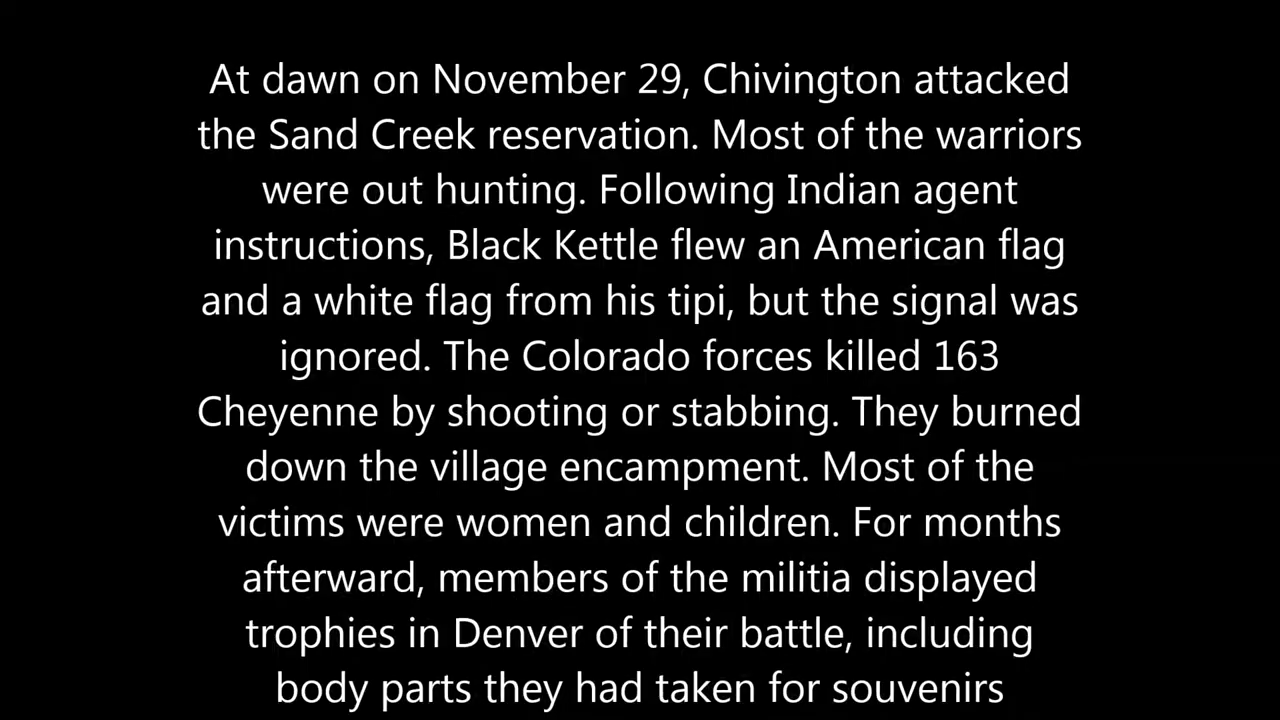 At dawn on November 29, Chivington attacked
the Sand Creek reservation. Most of the warriors
were out hunting. Following Indian agent
instructions, Black Kettle flew an American flag
and a white flag from his tipi, but the signal was
ignored. The Colorado forces killed 163
Cheyenne by shooting or stabbing. They burned
down the village encampment. Most of the
victims were women and children. For months
afterward, members of the militia displayed
trophies in Denver of their battle, including
body parts they had taken for souvenirs